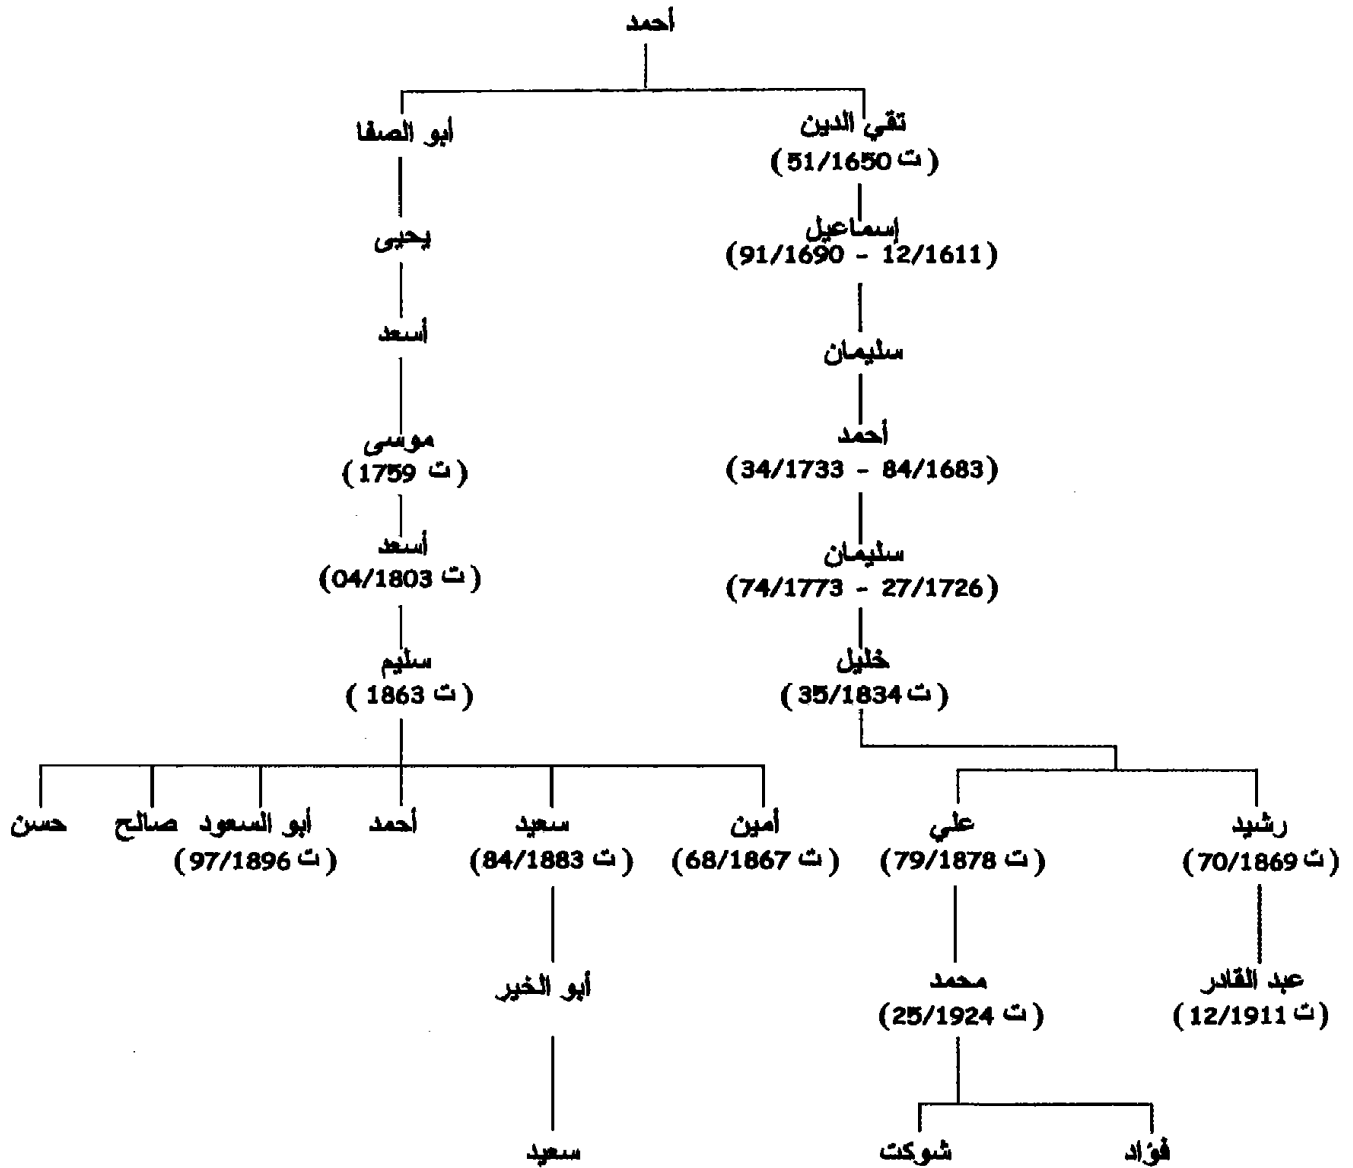 أحمد
تقي الدين
(ت 51/1650)
أبو الصفا
إسماعيل
(91/1690 - 12/1611)
يحيى
أسعد
سليمان
أحمد
(34/1733 - 84/1683)
موسى
(ت 1759)
سليمان
(74/1773 - 27/1726)
أسعد
(ت 04/1803)
خليل
(ت 35/1834)
سليم
(ت 1863)
رشيد علي أمين سعيد أحمد أبو السعود صالح حسن
(ت 70/1869) (ت 79/1878) (ت 68/1867) (ت 84/1883) (ت 97/1896)
عبد القادر محمد أبو الخير
(ت 12/1911) (ت 25/1924)
فؤاد شوكت سعيد